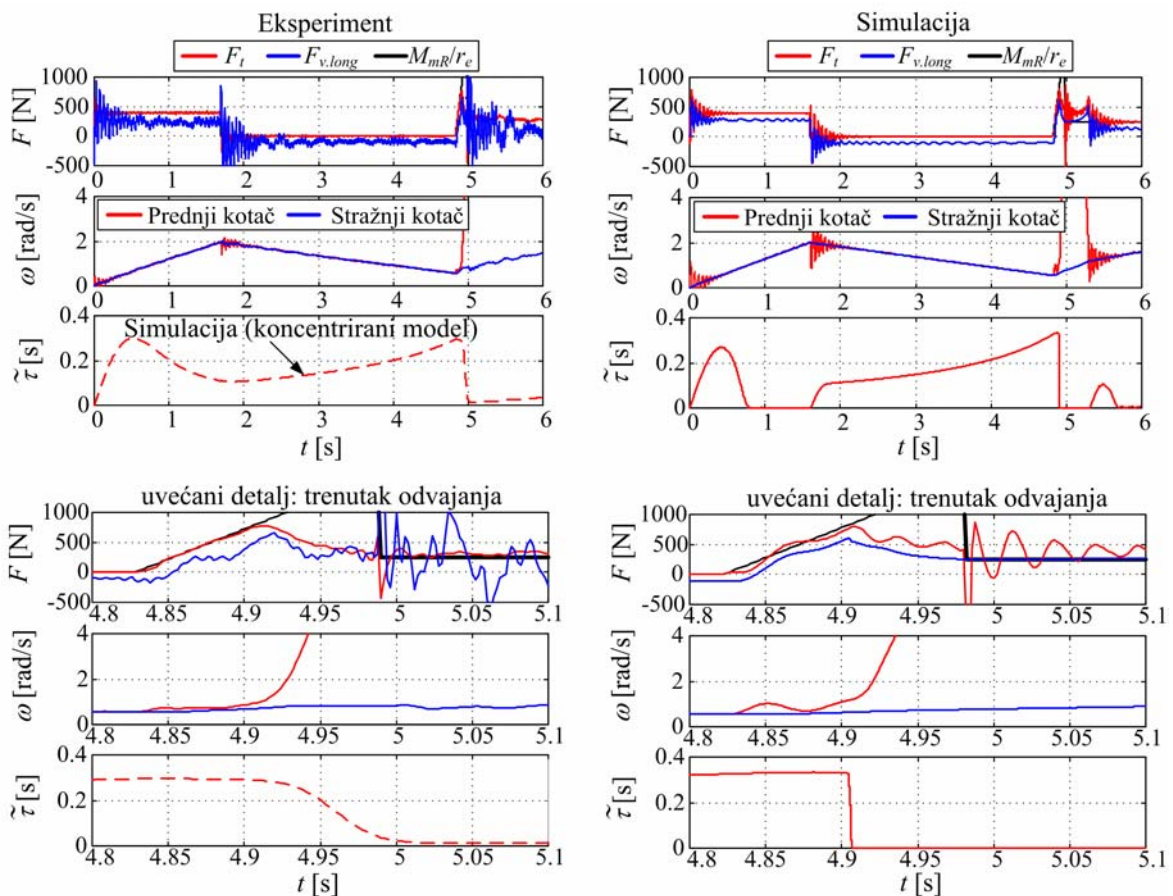 Eksperiment
F_t F_{v.long} M_{mR}/r_e
F [N]
1000
500
0
-500
0 1 2 3 4 5 6
ω [rad/s]
4
2
0
Prednji kotač Stražnji kotač
0 1 2 3 4 5 6
τ̃ [s]
0.4
0.2
0
Simulacija (koncentrirani model)
0 1 2 3 4 5 6
t [s]
Simulacija
F_t F_{v.long} M_{mR}/r_e
F [N]
1000
500
0
-500
0 1 2 3 4 5 6
ω [rad/s]
4
2
0
Prednji kotač Stražnji kotač
0 1 2 3 4 5 6
τ̃ [s]
0.4
0.2
0
0 1 2 3 4 5 6
t [s]
uvećani detalj: trenutak odvajanja
F [N]
1000
500
0
-500
4.8 4.85 4.9 4.95 5 5.05 5.1
ω [rad/s]
4
2
0
4.8 4.85 4.9 4.95 5 5.05 5.1
τ̃ [s]
0.4
0.2
0
4.8 4.85 4.9 4.95 5 5.05 5.1
t [s]
uvećani detalj: trenutak odvajanja
F [N]
1000
500
0
-500
4.8 4.85 4.9 4.95 5 5.05 5.1
ω [rad/s]
4
2
0
4.8 4.85 4.9 4.95 5 5.05 5.1
τ̃ [s]
0.4
0.2
0
4.8 4.85 4.9 4.95 5 5.05 5.1
t [s]